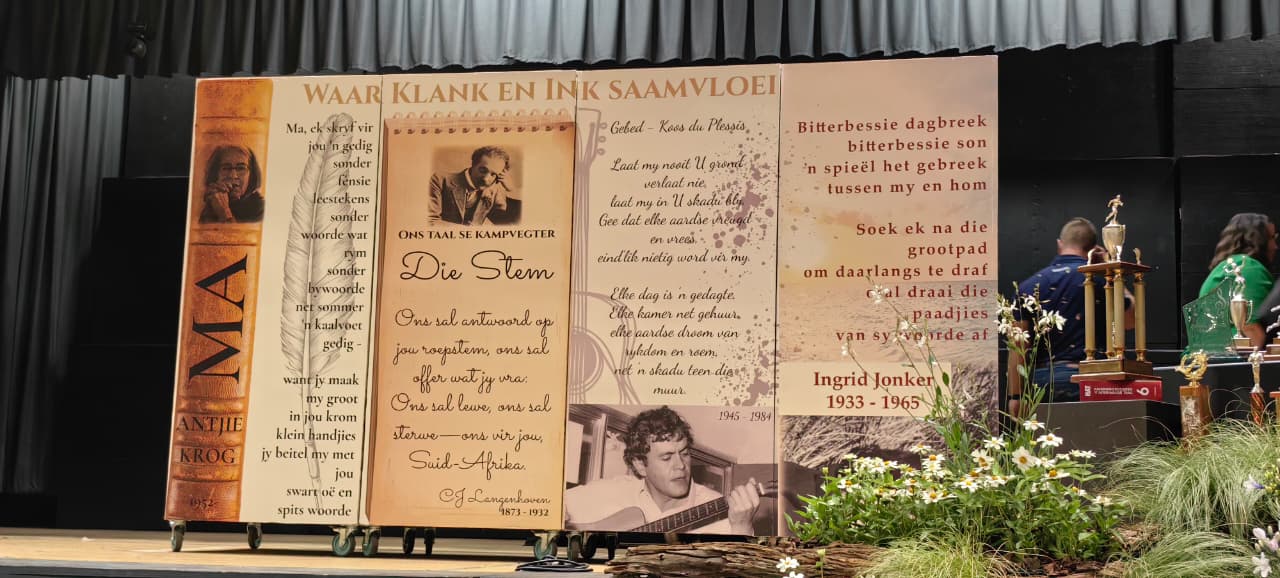 WAAR KLANK EN INK SAAMVLOEI
MA
ANTJIE
KROG
1952-
Ma, ek skryf vir
jou 'n gedig
sonder
fensie
leestekens
sonder
woorde wat
rym
sonder
bywoorde
net sommer
'n kaalvoet
gedig -
want jy maak
my groot
in jou krom
klein handjies
jy beitel my met
jou
swart oë en
spits woorde
ONS TAAL SE KAMPVEGTER
Die Stem
Ons sal antwoord op
jou roepstem, ons sal
offer wat jy vra:
Ons sal lewe, ons sal
sterwe—ons vir jou,
Suid-Afrika.
CJ Langenhoven
1873 - 1932
Gebed - Koos du Plessis
Laat my nooit U grond
verlaat nie,
laat my in U skadu bly.
Gee dat elke aardse vreugd
en vrees,
eind'lik nietig word vir my.
Elke dag is 'n gedagte,
Elke kamer net gehuur,
elke aardse droom van
rykdom en roem,
net 'n skadu teen die
muur.
1945 - 1984
Bitterbessie dagbreek
bitterbessie son
'n spieël het gebreek
tussen my en hom
Soek ek na die
grootpad
om daarlangs te draf
oral draai die
paadjies
van sy woorde af
Ingrid Jonker
1933 - 1965
6